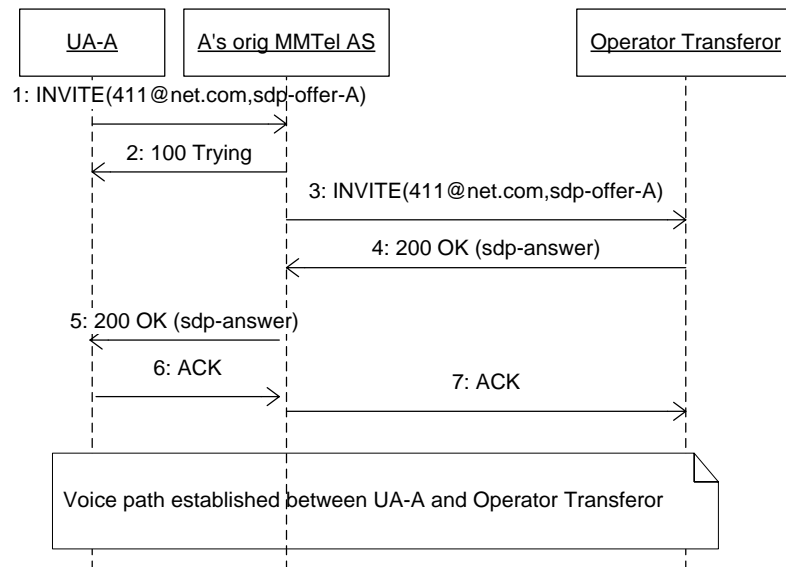 UA-A
A's orig MMTel AS
Operator Transferor
1: INVITE(411@net.com,sdp-offer-A)
2: 100 Trying
3: INVITE(411@net.com,sdp-offer-A)
4: 200 OK (sdp-answer)
5: 200 OK (sdp-answer)
6: ACK
7: ACK
Voice path established between UA-A and Operator Transferor